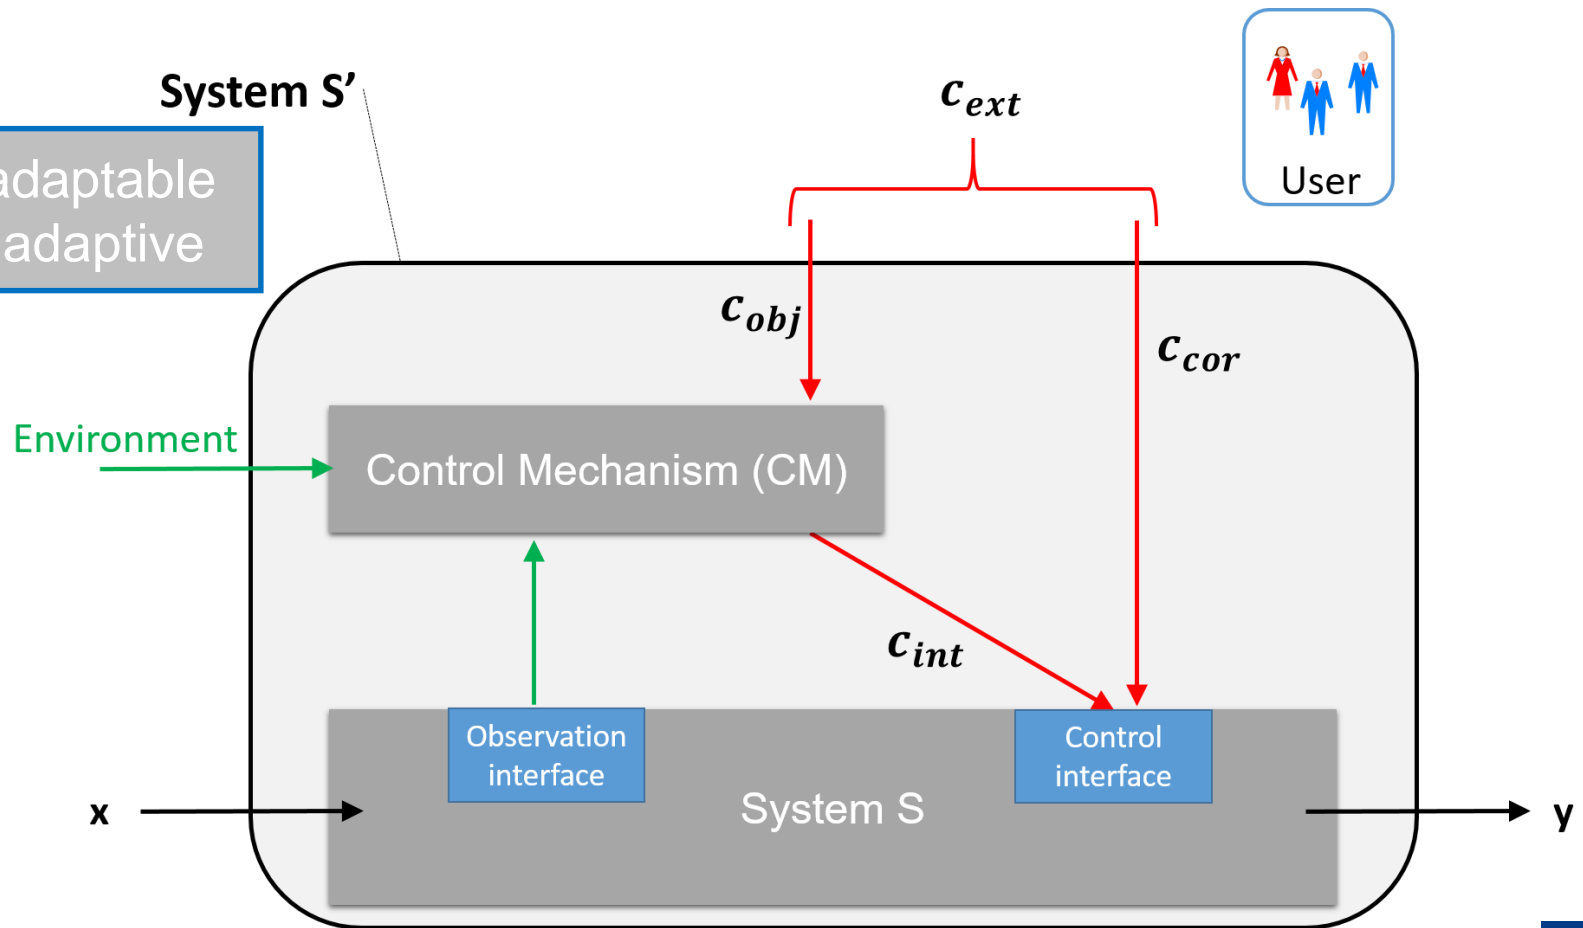 System S’
c_ext
User
adaptable
adaptive
c_obj
c_cor
Environment
Control Mechanism (CM)
c_int
Observation
interface
Control
interface
x
System S
y